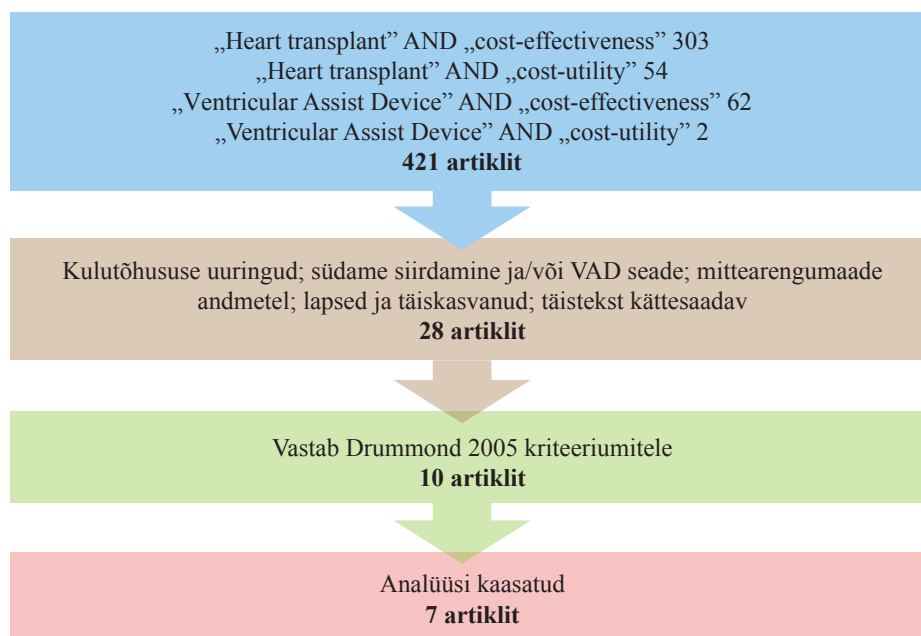 „Heart transplant” AND „cost-effectiveness” 303
„Heart transplant” AND „cost-utility” 54
„Ventricular Assist Device” AND „cost-effectiveness” 62
„Ventricular Assist Device” AND „cost-utility” 2
421 artiklit
Kulutõhususe uuringud; südame siirdamine ja/või VAD seade; mittearengumaade
andmetel; lapsed ja täiskasvanud; täistekst kättesaadav
28 artiklit
Vastab Drummond 2005 kriteeriumitele
10 artiklit
Analüüsi kaasatud
7 artiklit